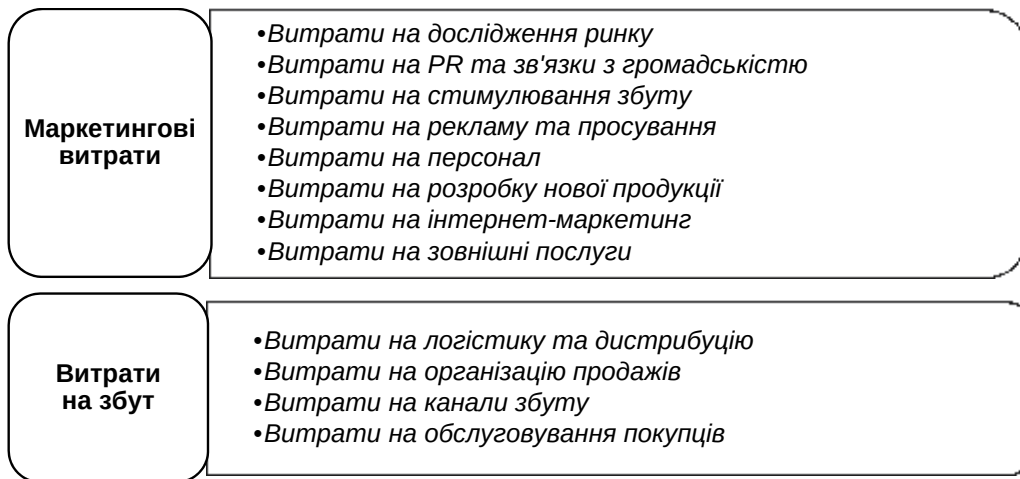 Маркетингові
витрати
•Витрати на дослідження ринку
•Витрати на PR та зв'язки з громадськістю
•Витрати на стимулювання збуту
•Витрати на рекламу та просування
•Витрати на персонал
•Витрати на розробку нової продукції
•Витрати на інтернет-маркетинг
•Витрати на зовнішні послуги
Витрати
на збут
•Витрати на логістику та дистрибуцію
•Витрати на організацію продажів
•Витрати на канали збуту
•Витрати на обслуговування покупців